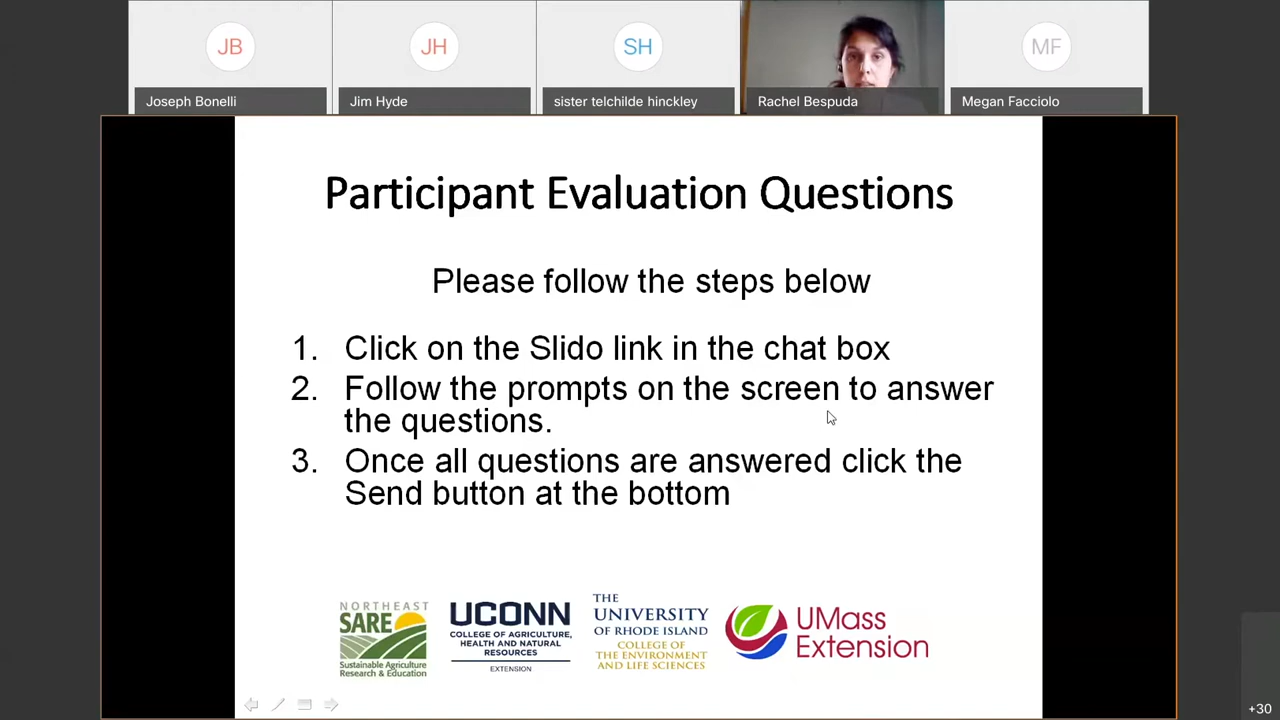 JB
JH
SH
MF
Joseph Bonelli
Jim Hyde
sister telchilde hinckley
Rachel Bespuda
Megan Facciolo
Participant Evaluation Questions
Please follow the steps below
1. Click on the Slido link in the chat box
2. Follow the prompts on the screen to answer
the questions.
3. Once all questions are answered click the
Send button at the bottom
NORTHEAST
SARE
Sustainable Agriculture
Research & Education
UCONN
COLLEGE OF AGRICULTURE,
HEALTH AND NATURAL
RESOURCES
EXTENSION
THE
UNIVERSITY
OF RHODE ISLAND
COLLEGE OF
THE ENVIRONMENT
AND LIFE SCIENCES
UMass
Extension
+30